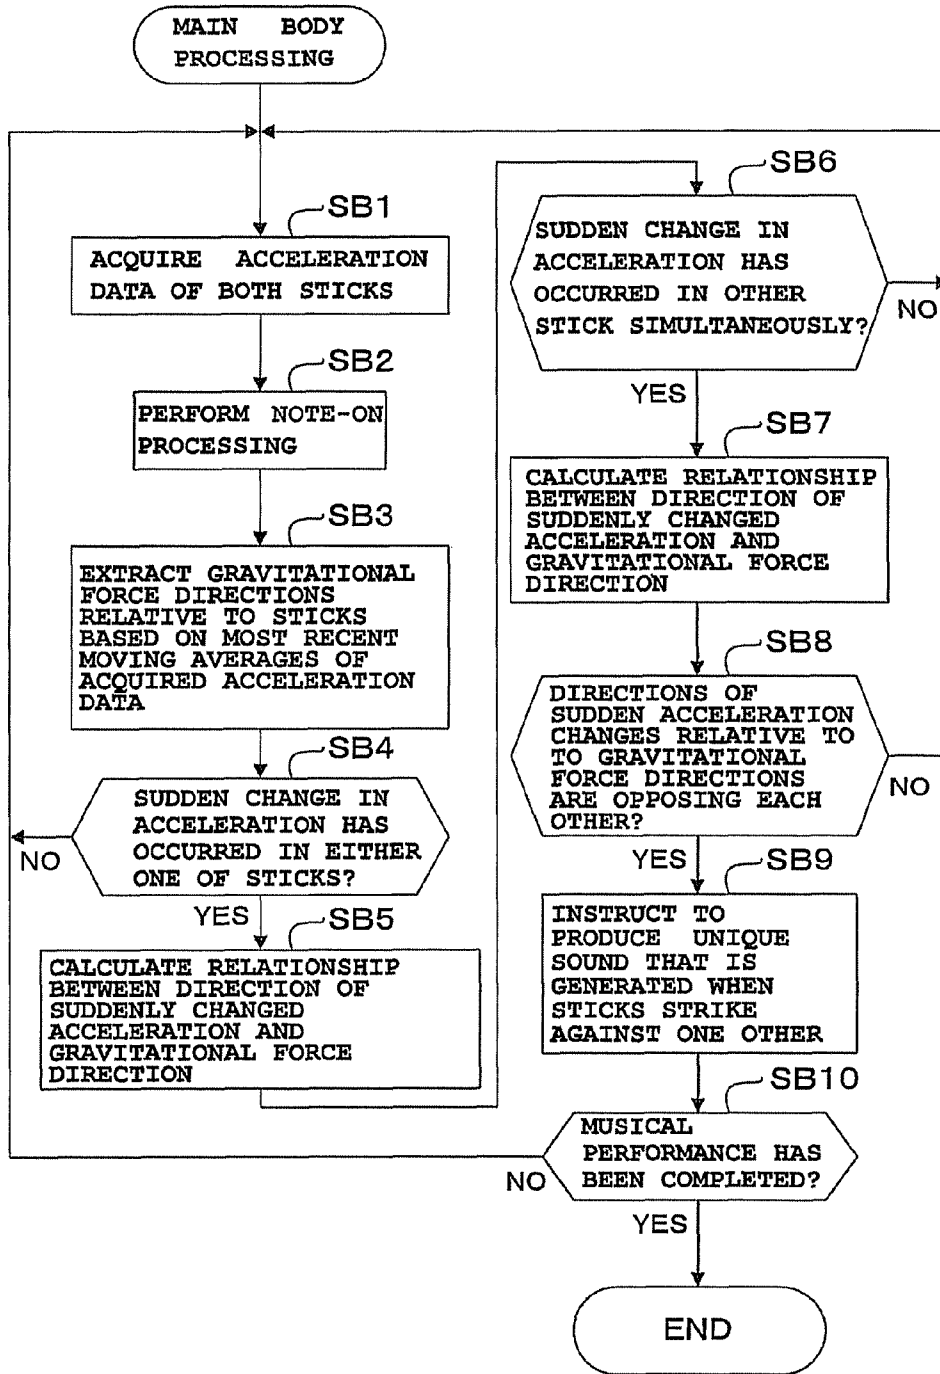 MAIN BODY
PROCESSING
SB1
ACQUIRE ACCELERATION
DATA OF BOTH STICKS
SB2
PERFORM NOTE-ON
PROCESSING
SB3
EXTRACT GRAVITATIONAL
FORCE DIRECTIONS
RELATIVE TO STICKS
BASED ON MOST RECENT
MOVING AVERAGES OF
ACQUIRED ACCELERATION
DATA
SB4
SUDDEN CHANGE IN
ACCELERATION HAS
OCCURRED IN EITHER
ONE OF STICKS?
NO
YES
SB5
CALCULATE RELATIONSHIP
BETWEEN DIRECTION OF
SUDDENLY CHANGED
ACCELERATION AND
GRAVITATIONAL FORCE
DIRECTION
SB6
SUDDEN CHANGE IN
ACCELERATION HAS
OCCURRED IN OTHER
STICK SIMULTANEOUSLY?
NO
YES
SB7
CALCULATE RELATIONSHIP
BETWEEN DIRECTION OF
SUDDENLY CHANGED
ACCELERATION AND
GRAVITATIONAL FORCE
DIRECTION
SB8
DIRECTIONS OF
SUDDEN ACCELERATION
CHANGES RELATIVE TO
TO GRAVITATIONAL
FORCE DIRECTIONS
ARE OPPOSING EACH
OTHER?
NO
YES
SB9
INSTRUCT TO
PRODUCE UNIQUE
SOUND THAT IS
GENERATED WHEN
STICKS STRIKE
AGAINST ONE OTHER
SB10
MUSICAL
PERFORMANCE HAS
BEEN COMPLETED?
NO
YES
END